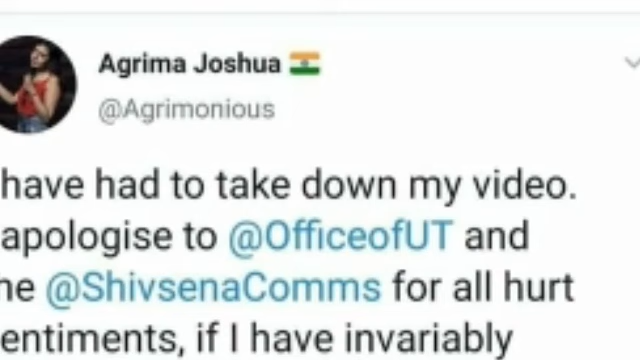 Agrima Joshua 🇮🇳
@Agrimonious
have had to take down my video.
apologise to @OfficeofUT and
he @ShivsenaComms for all hurt
entiments, if I have invariably